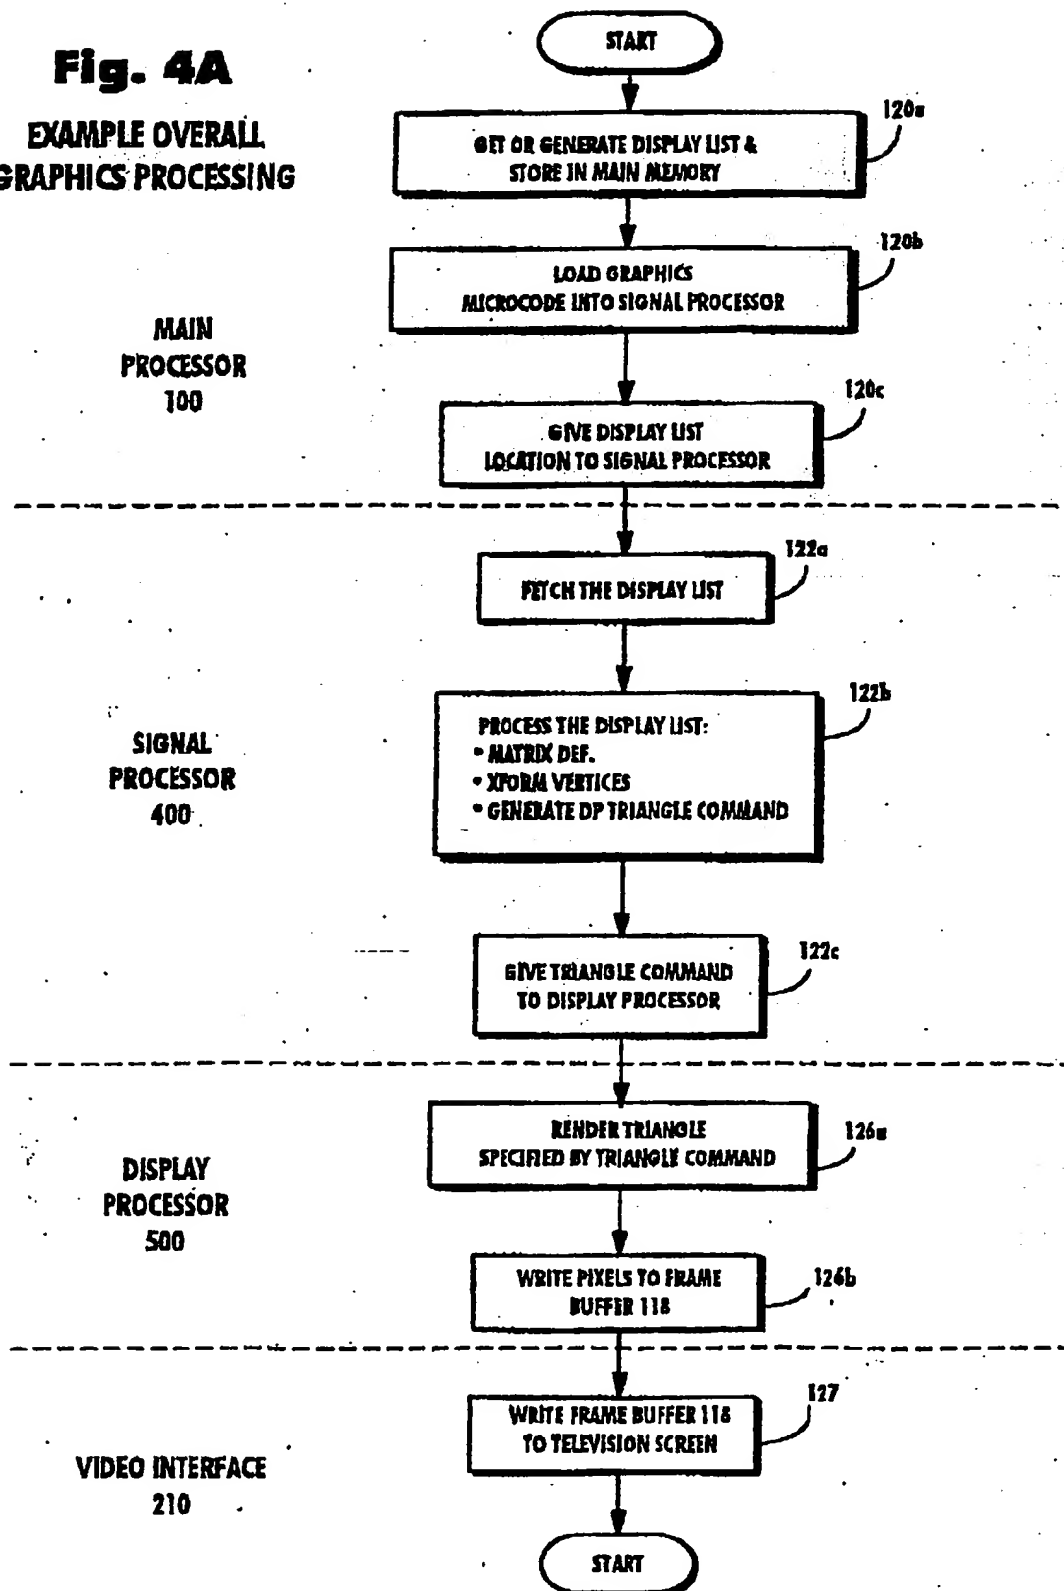 Fig. 4A
EXAMPLE OVERALL
GRAPHICS PROCESSING
START
120a
GET OR GENERATE DISPLAY LIST &
STORE IN MAIN MEMORY
120b
LOAD GRAPHICS
MICROCODE INTO SIGNAL PROCESSOR
MAIN
PROCESSOR
100
120c
GIVE DISPLAY LIST
LOCATION TO SIGNAL PROCESSOR
122a
FETCH THE DISPLAY LIST
122b
PROCESS THE DISPLAY LIST:
• MATRIX DEF.
• XFORM VERTICES
• GENERATE DP TRIANGLE COMMAND
SIGNAL
PROCESSOR
400
122c
GIVE TRIANGLE COMMAND
TO DISPLAY PROCESSOR
126a
RENDER TRIANGLE
SPECIFIED BY TRIANGLE COMMAND
DISPLAY
PROCESSOR
500
126b
WRITE PIXELS TO FRAME
BUFFER 118
127
WRITE FRAME BUFFER 118
TO TELEVISION SCREEN
VIDEO INTERFACE
210
START